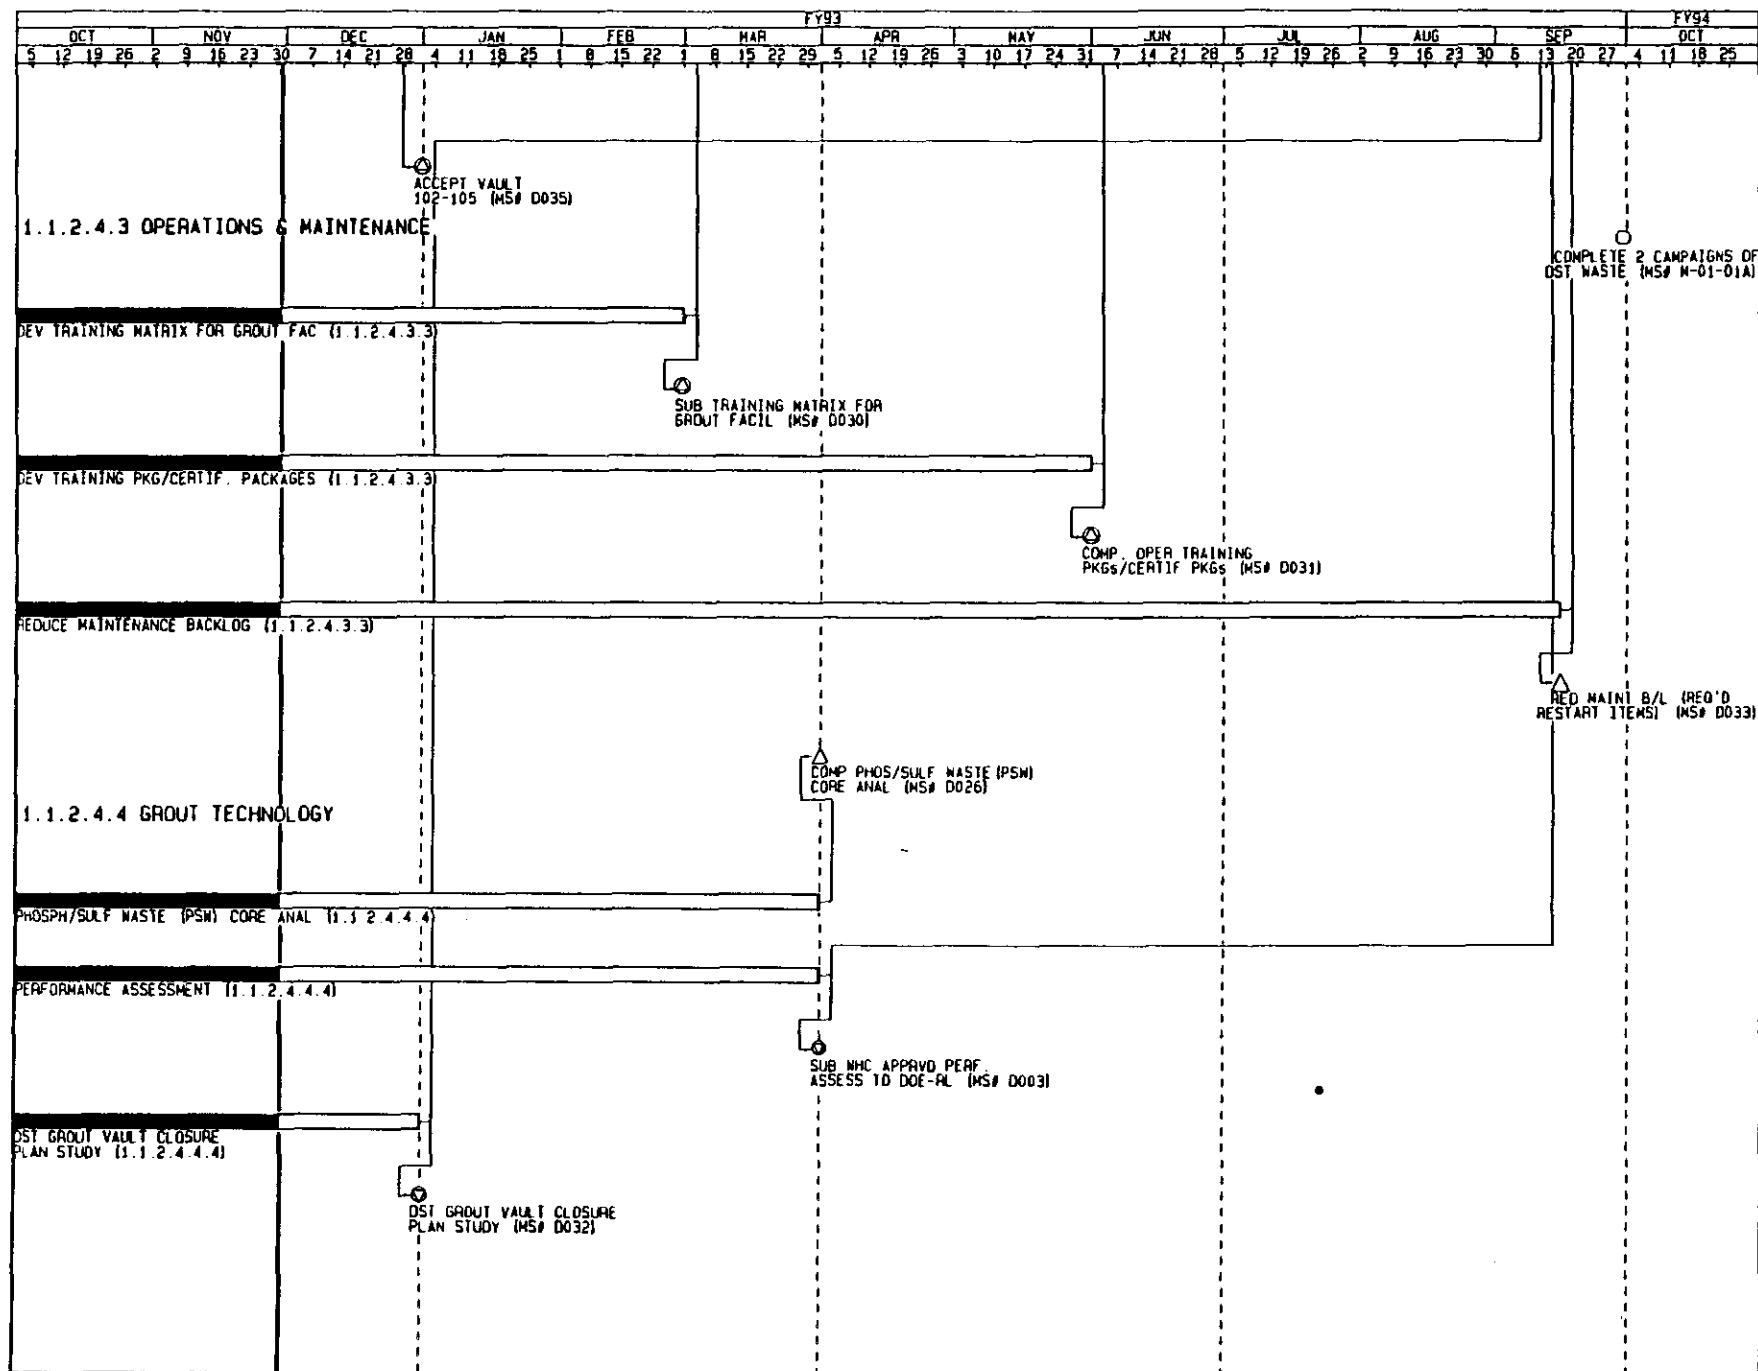 FY93 FY94
OCT NOV DEC JAN FEB MAR APR MAY JUN JUL AUG SEP OCT
5 12 19 26 2 9 16 23 30 7 14 21 28 4 11 18 25 1 8 15 22 1 8 15 22 29 5 12 19 26 3 10 17 24 31 7 14 21 28 5 12 19 26 2 9 16 23 30 6 13 20 27 4 11 18 25
ACCEPT VAULT
102-105 (MS# D035)
1.1.2.4.3 OPERATIONS & MAINTENANCE
COMPLETE 2 CAMPAIGNS OF
DST WASTE (MS# M-01-01A)
DEV TRAINING MATRIX FOR GROUT FAC (1.1.2.4.3.3)
SUB TRAINING MATRIX FOR
GROUT FACIL (MS# D030)
DEV TRAINING PKG/CERTIF. PACKAGES (1.1.2.4.3.3)
COMP. OPER TRAINING
PKGs/CERTIF PKGs (MS# D031)
REDUCE MAINTENANCE BACKLOG (1.1.2.4.3.3)
RED MAINT B/L (REQ'D
RESTART ITEMS) (MS# D033)
COMP PHOS/SULF WASTE (PSW)
CORE ANAL (MS# D026)
1.1.2.4.4 GROUT TECHNOLOGY
PHOSPH/SULF WASTE (PSW) CORE ANAL (1.1.2.4.4.4)
PERFORMANCE ASSESSMENT (1.1.2.4.4.4)
SUB WHC APPRVD PERF.
ASSESS TO DOE-RL (MS# D003)
DST GROUT VAULT CLOSURE
PLAN STUDY (1.1.2.4.4.4)
DST GROUT VAULT CLOSURE
PLAN STUDY (MS# D032)